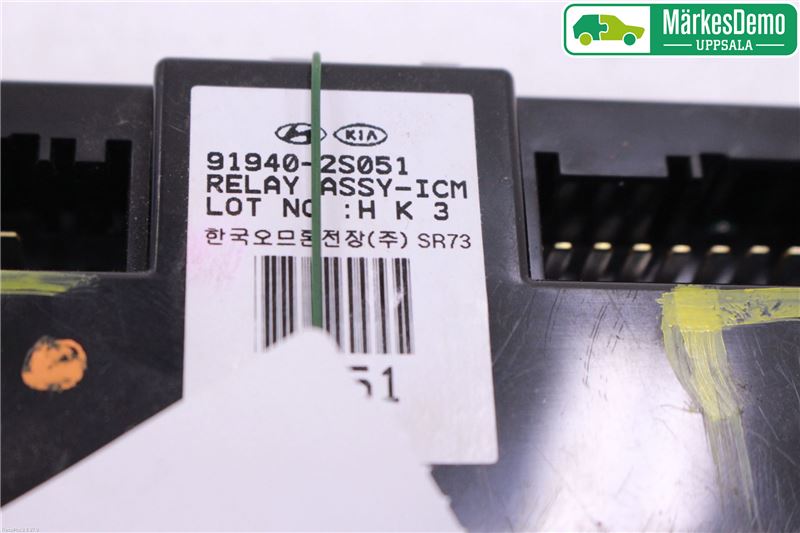 MärkesDemo
UPPSALA
KIA
91940-2S051
RELAY ASSY-ICM
LOT NO :H K 3
한국오므론전장(주) SR73
51